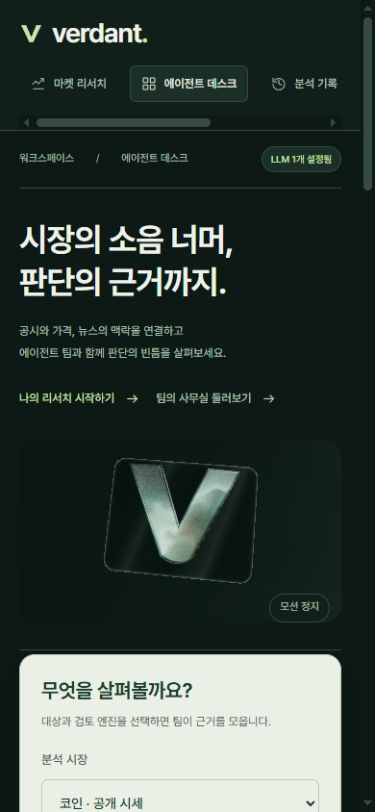 verdant.
마켓 리서치
에이전트 데스크
분석 기록
워크스페이스 / 에이전트 데스크
LLM 1개 설정됨
시장의 소음 너머,
판단의 근거까지.
공시와 가격, 뉴스의 맥락을 연결하고
에이전트 팀과 함께 판단의 빈틈을 살펴보세요.
나의 리서치 시작하기 →
팀의 사무실 둘러보기 →
모션 정지
무엇을 살펴볼까요?
대상과 검토 엔진을 선택하면 팀이 근거를 모읍니다.
분석 시장
코인 · 공개 시세